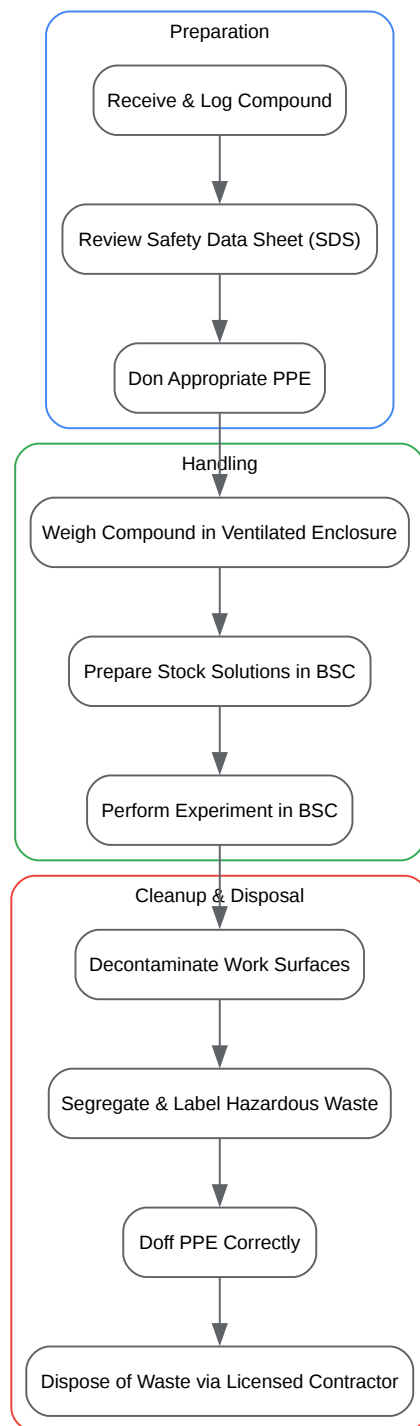 Preparation
Receive & Log Compound
Review Safety Data Sheet (SDS)
Don Appropriate PPE
Handling
Weigh Compound in Ventilated Enclosure
Prepare Stock Solutions in BSC
Perform Experiment in BSC
Cleanup & Disposal
Decontaminate Work Surfaces
Segregate & Label Hazardous Waste
Doff PPE Correctly
Dispose of Waste via Licensed Contractor